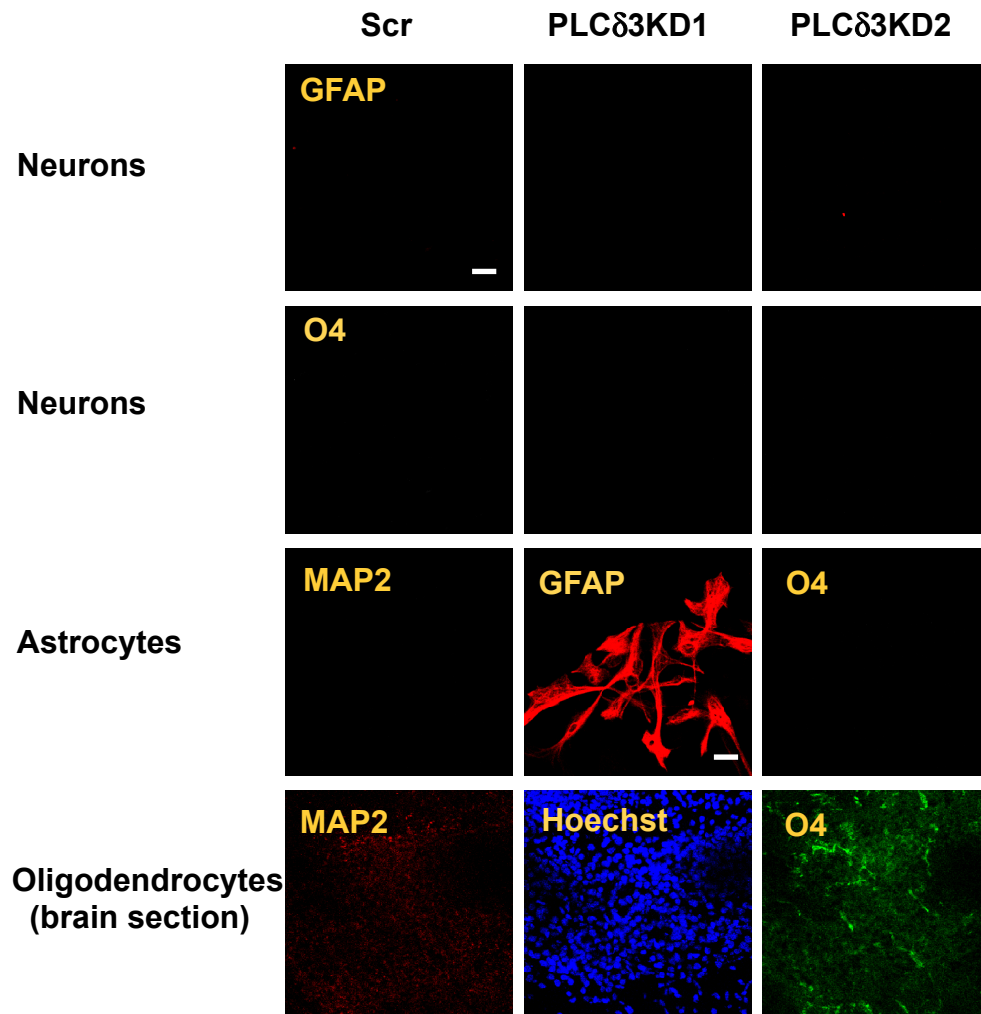 Scr PLCδ3KD1 PLCδ3KD2
GFAP
Neurons
O4
Neurons
MAP2 GFAP O4
Astrocytes
MAP2 Hoechst O4
Oligodendrocytes
(brain section)